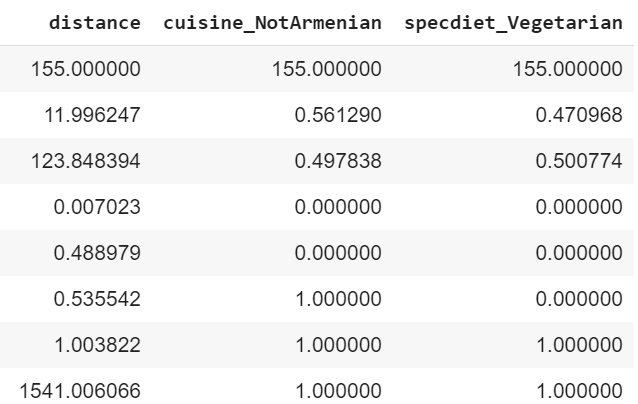 distance cuisine_NotArmenian specdiet_Vegetarian
155.000000 155.000000 155.000000
11.996247 0.561290 0.470968
123.848394 0.497838 0.500774
0.007023 0.000000 0.000000
0.488979 0.000000 0.000000
0.535542 1.000000 0.000000
1.003822 1.000000 1.000000
1541.006066 1.000000 1.000000